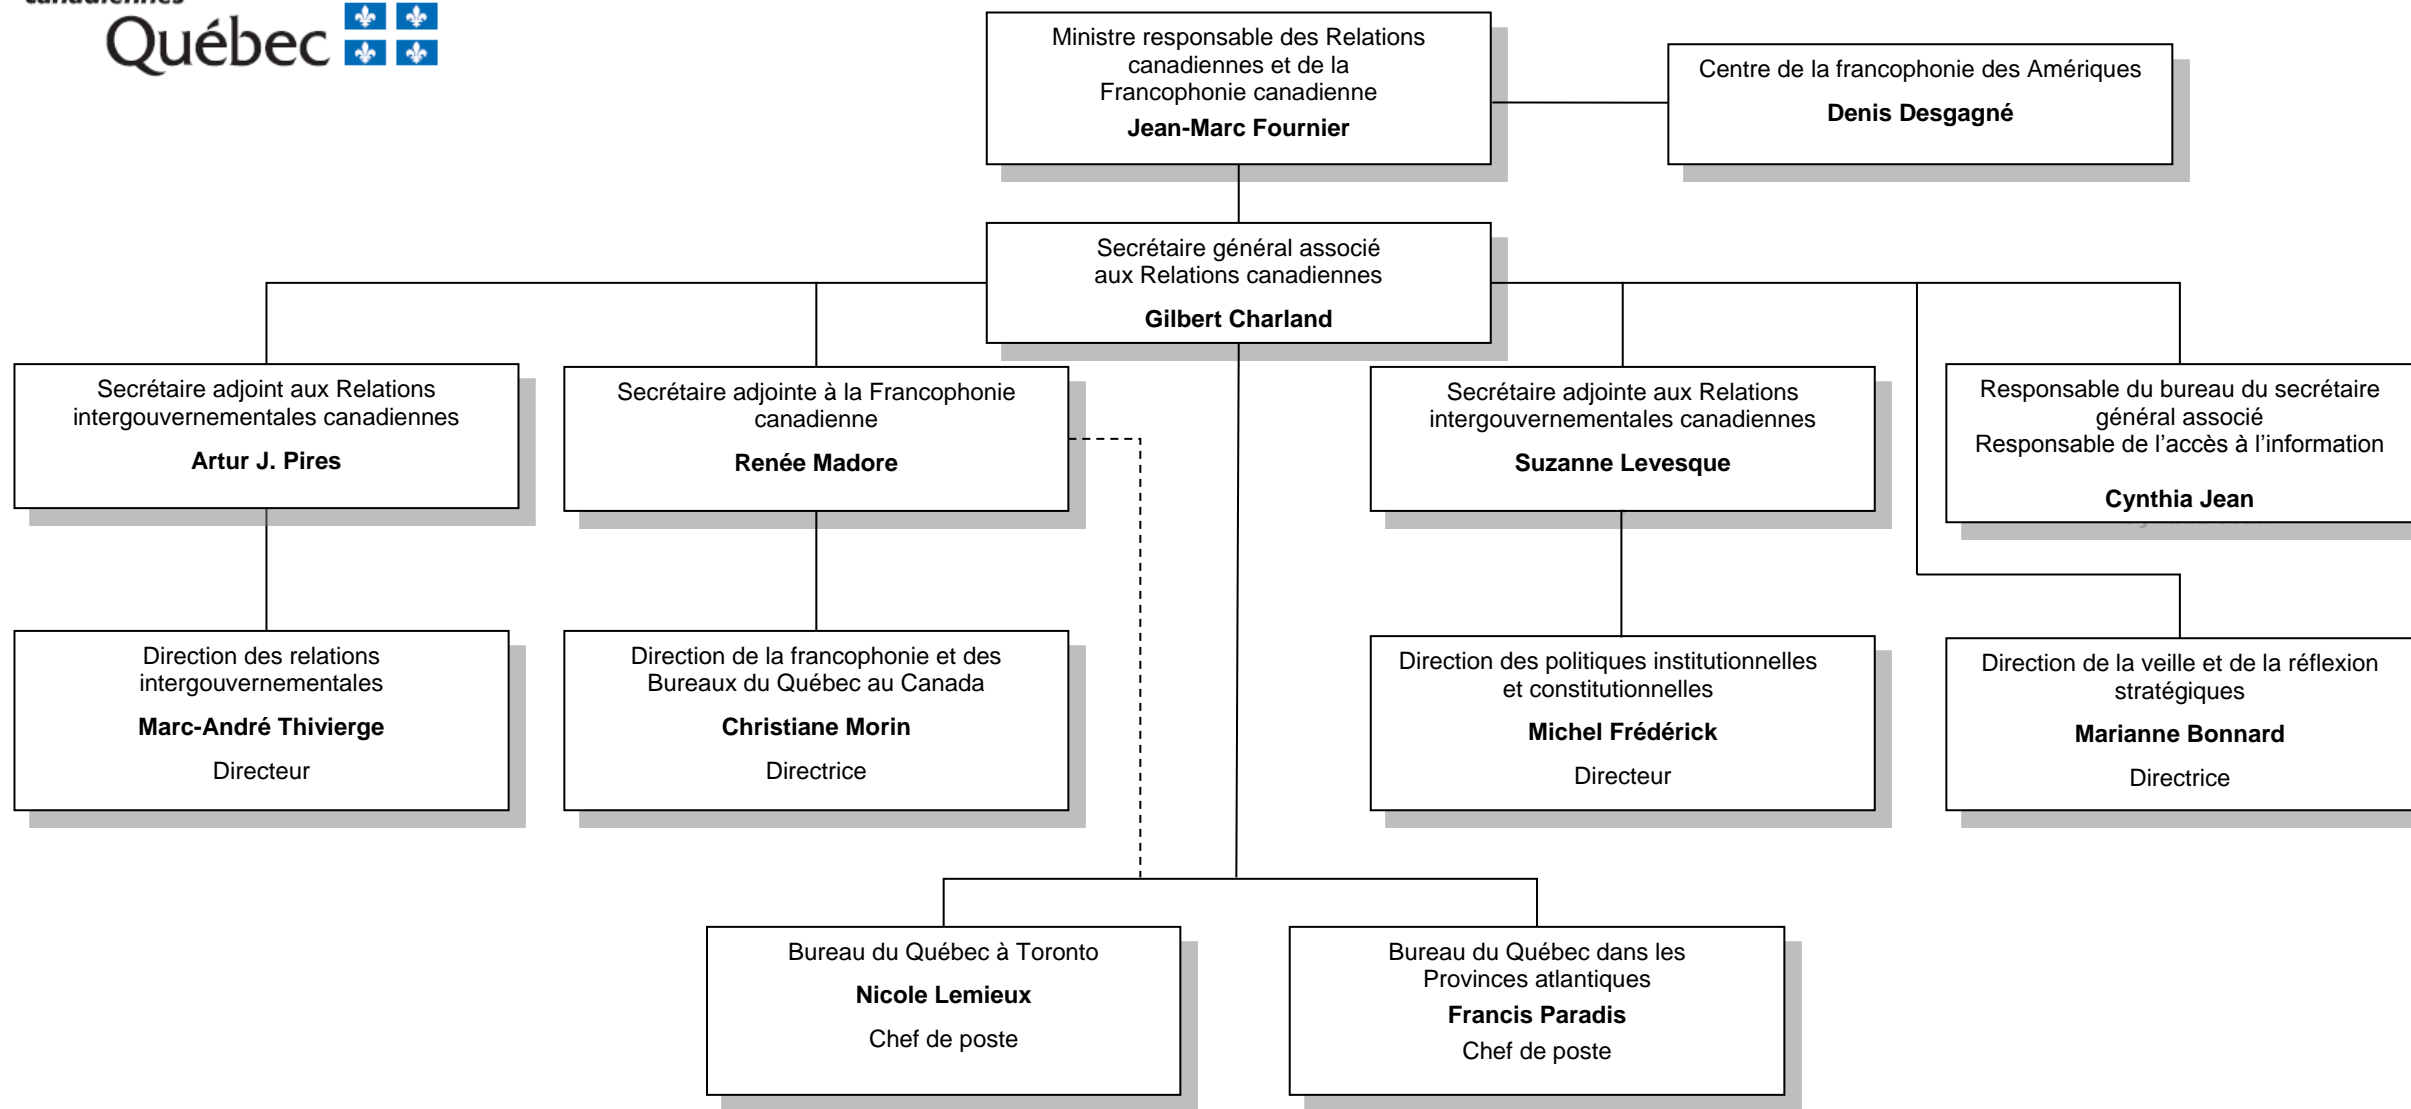 canadiennes
Québec
Ministre responsable des Relations
canadiennes et de la
Francophonie canadienne
Jean-Marc Fournier
Centre de la francophonie des Amériques
Denis Desgagné
Secrétaire général associé
aux Relations canadiennes
Gilbert Charland
Secrétaire adjoint aux Relations
intergouvernementales canadiennes
Artur J. Pires
Secrétaire adjointe à la Francophonie
canadienne
Renée Madore
Secrétaire adjointe aux Relations
intergouvernementales canadiennes
Suzanne Levesque
Responsable du bureau du secrétaire
général associé
Responsable de l’accès à l’information
Cynthia Jean
Direction des relations
intergouvernementales
Marc-André Thivierge
Directeur
Direction de la francophonie et des
Bureaux du Québec au Canada
Christiane Morin
Directrice
Direction des politiques institutionnelles
et constitutionnelles
Michel Frédérick
Directeur
Direction de la veille et de la réflexion
stratégiques
Marianne Bonnard
Directrice
Bureau du Québec à Toronto
Nicole Lemieux
Chef de poste
Bureau du Québec dans les
Provinces atlantiques
Francis Paradis
Chef de poste